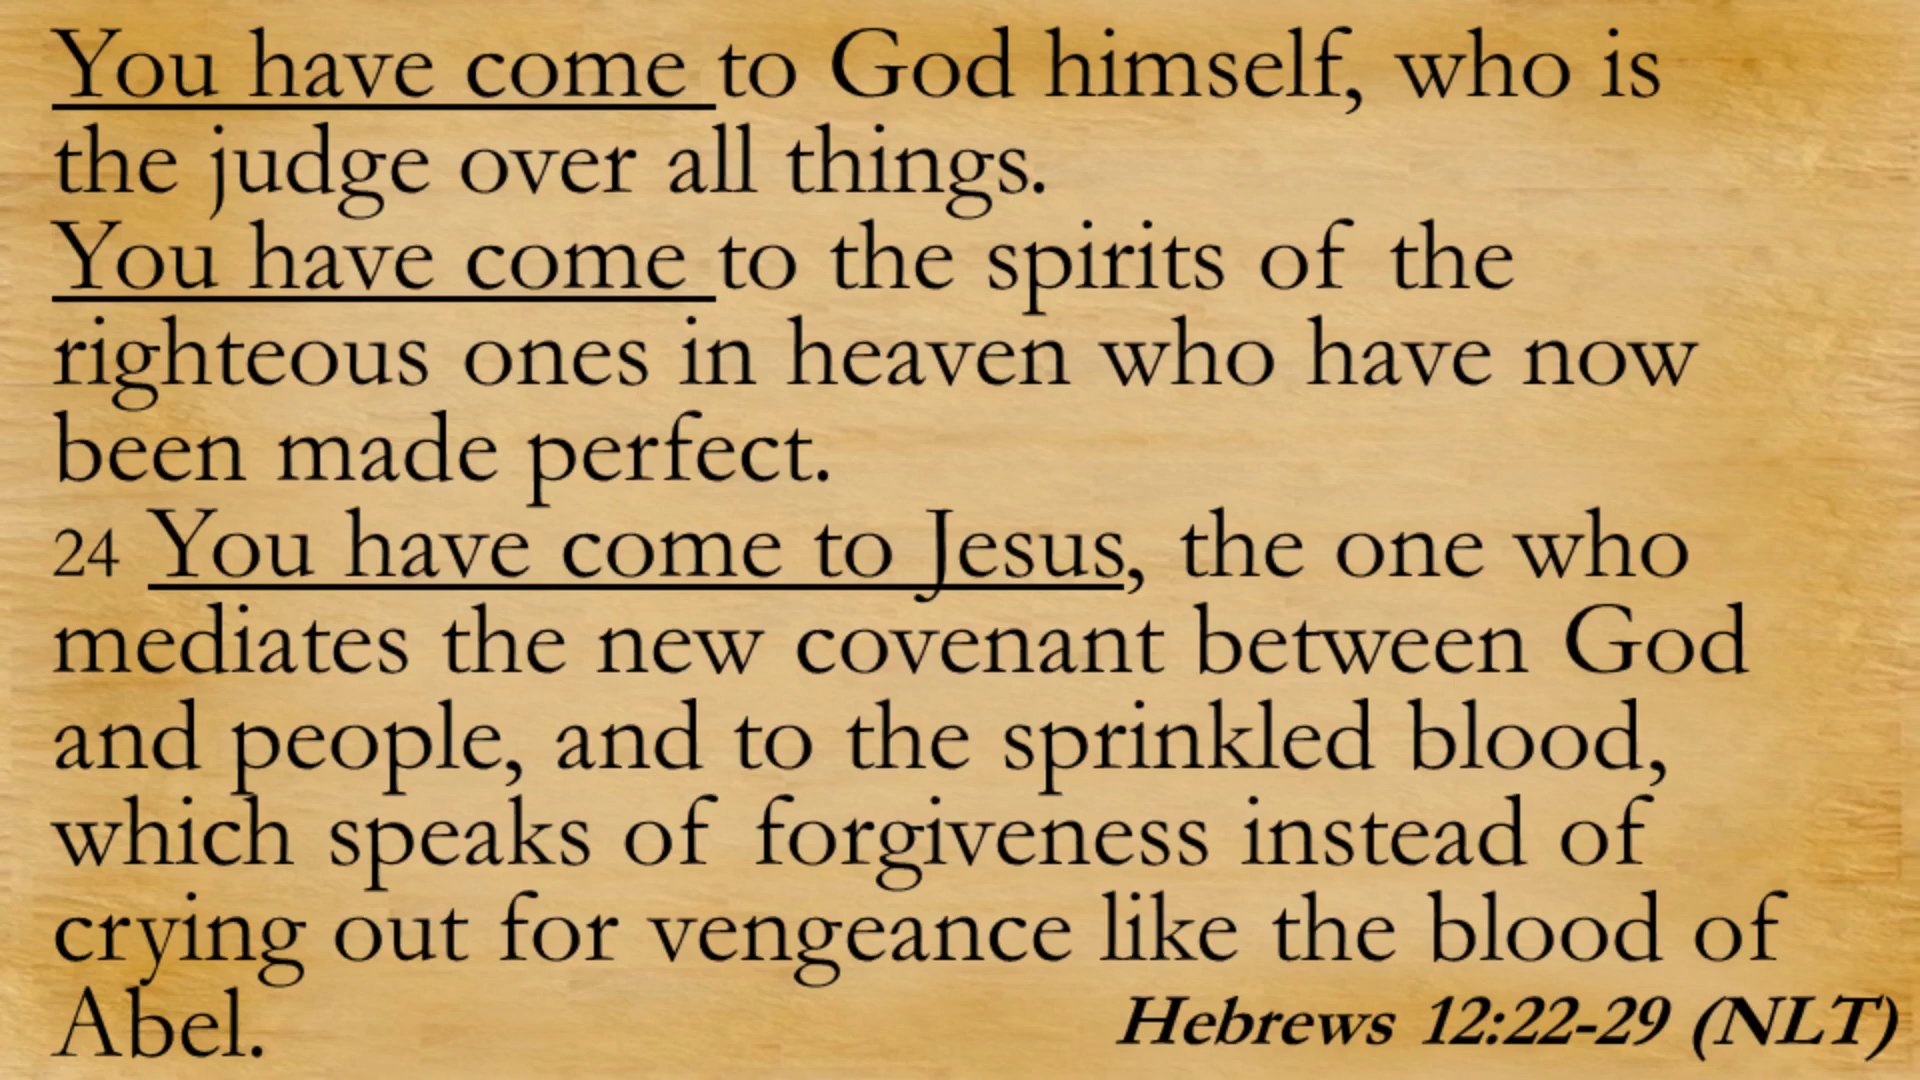 You have come to God himself, who is
the judge over all things.
You have come to the spirits of the
righteous ones in heaven who have now
been made perfect.
24 You have come to Jesus, the one who
mediates the new covenant between God
and people, and to the sprinkled blood,
which speaks of forgiveness instead of
crying out for vengeance like the blood of
Abel.
Hebrews 12:22-29 (NLT)